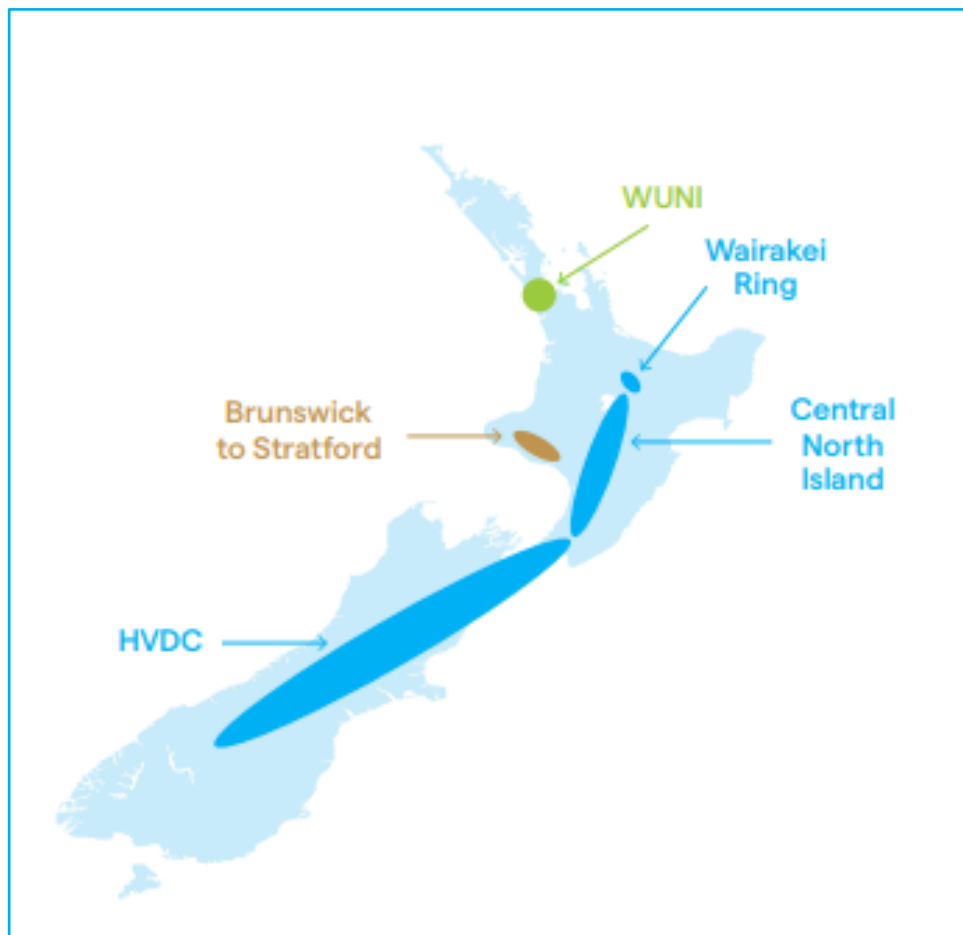 WUNI
Wairakei
Ring
Brunswick
to Stratford
Central
North
Island
HVDC